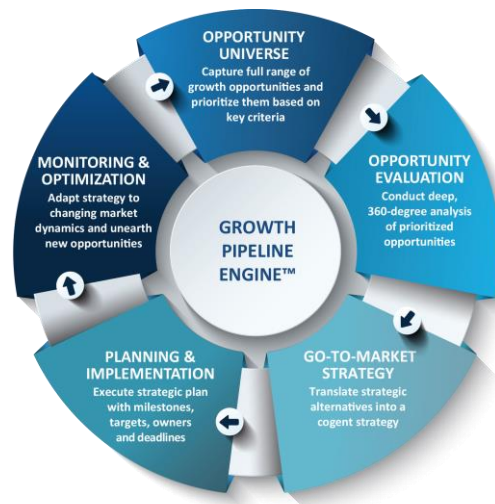 OPPORTUNITY
UNIVERSE
Capture full range of
growth opportunities and
prioritize them based on
key criteria
OPPORTUNITY
EVALUATION
Conduct deep,
360-degree analysis
of prioritized
opportunities
GO-TO-MARKET
STRATEGY
Translate strategic
alternatives into a
cogent strategy
PLANNING &
IMPLEMENTATION
Execute strategic plan
with milestones,
targets, owners
and deadlines
MONITORING &
OPTIMIZATION
Adapt strategy to
changing market
dynamics and unearth
new opportunities
GROWTH
PIPELINE
ENGINE™